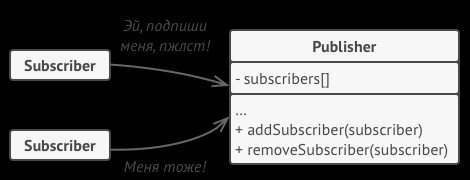 Эй, подпиши
меня, пжлст!
Subscriber
Subscriber
Меня тоже!
Publisher
- subscribers[]
...
+ addSubscriber(subscriber)
+ removeSubscriber(subscriber)